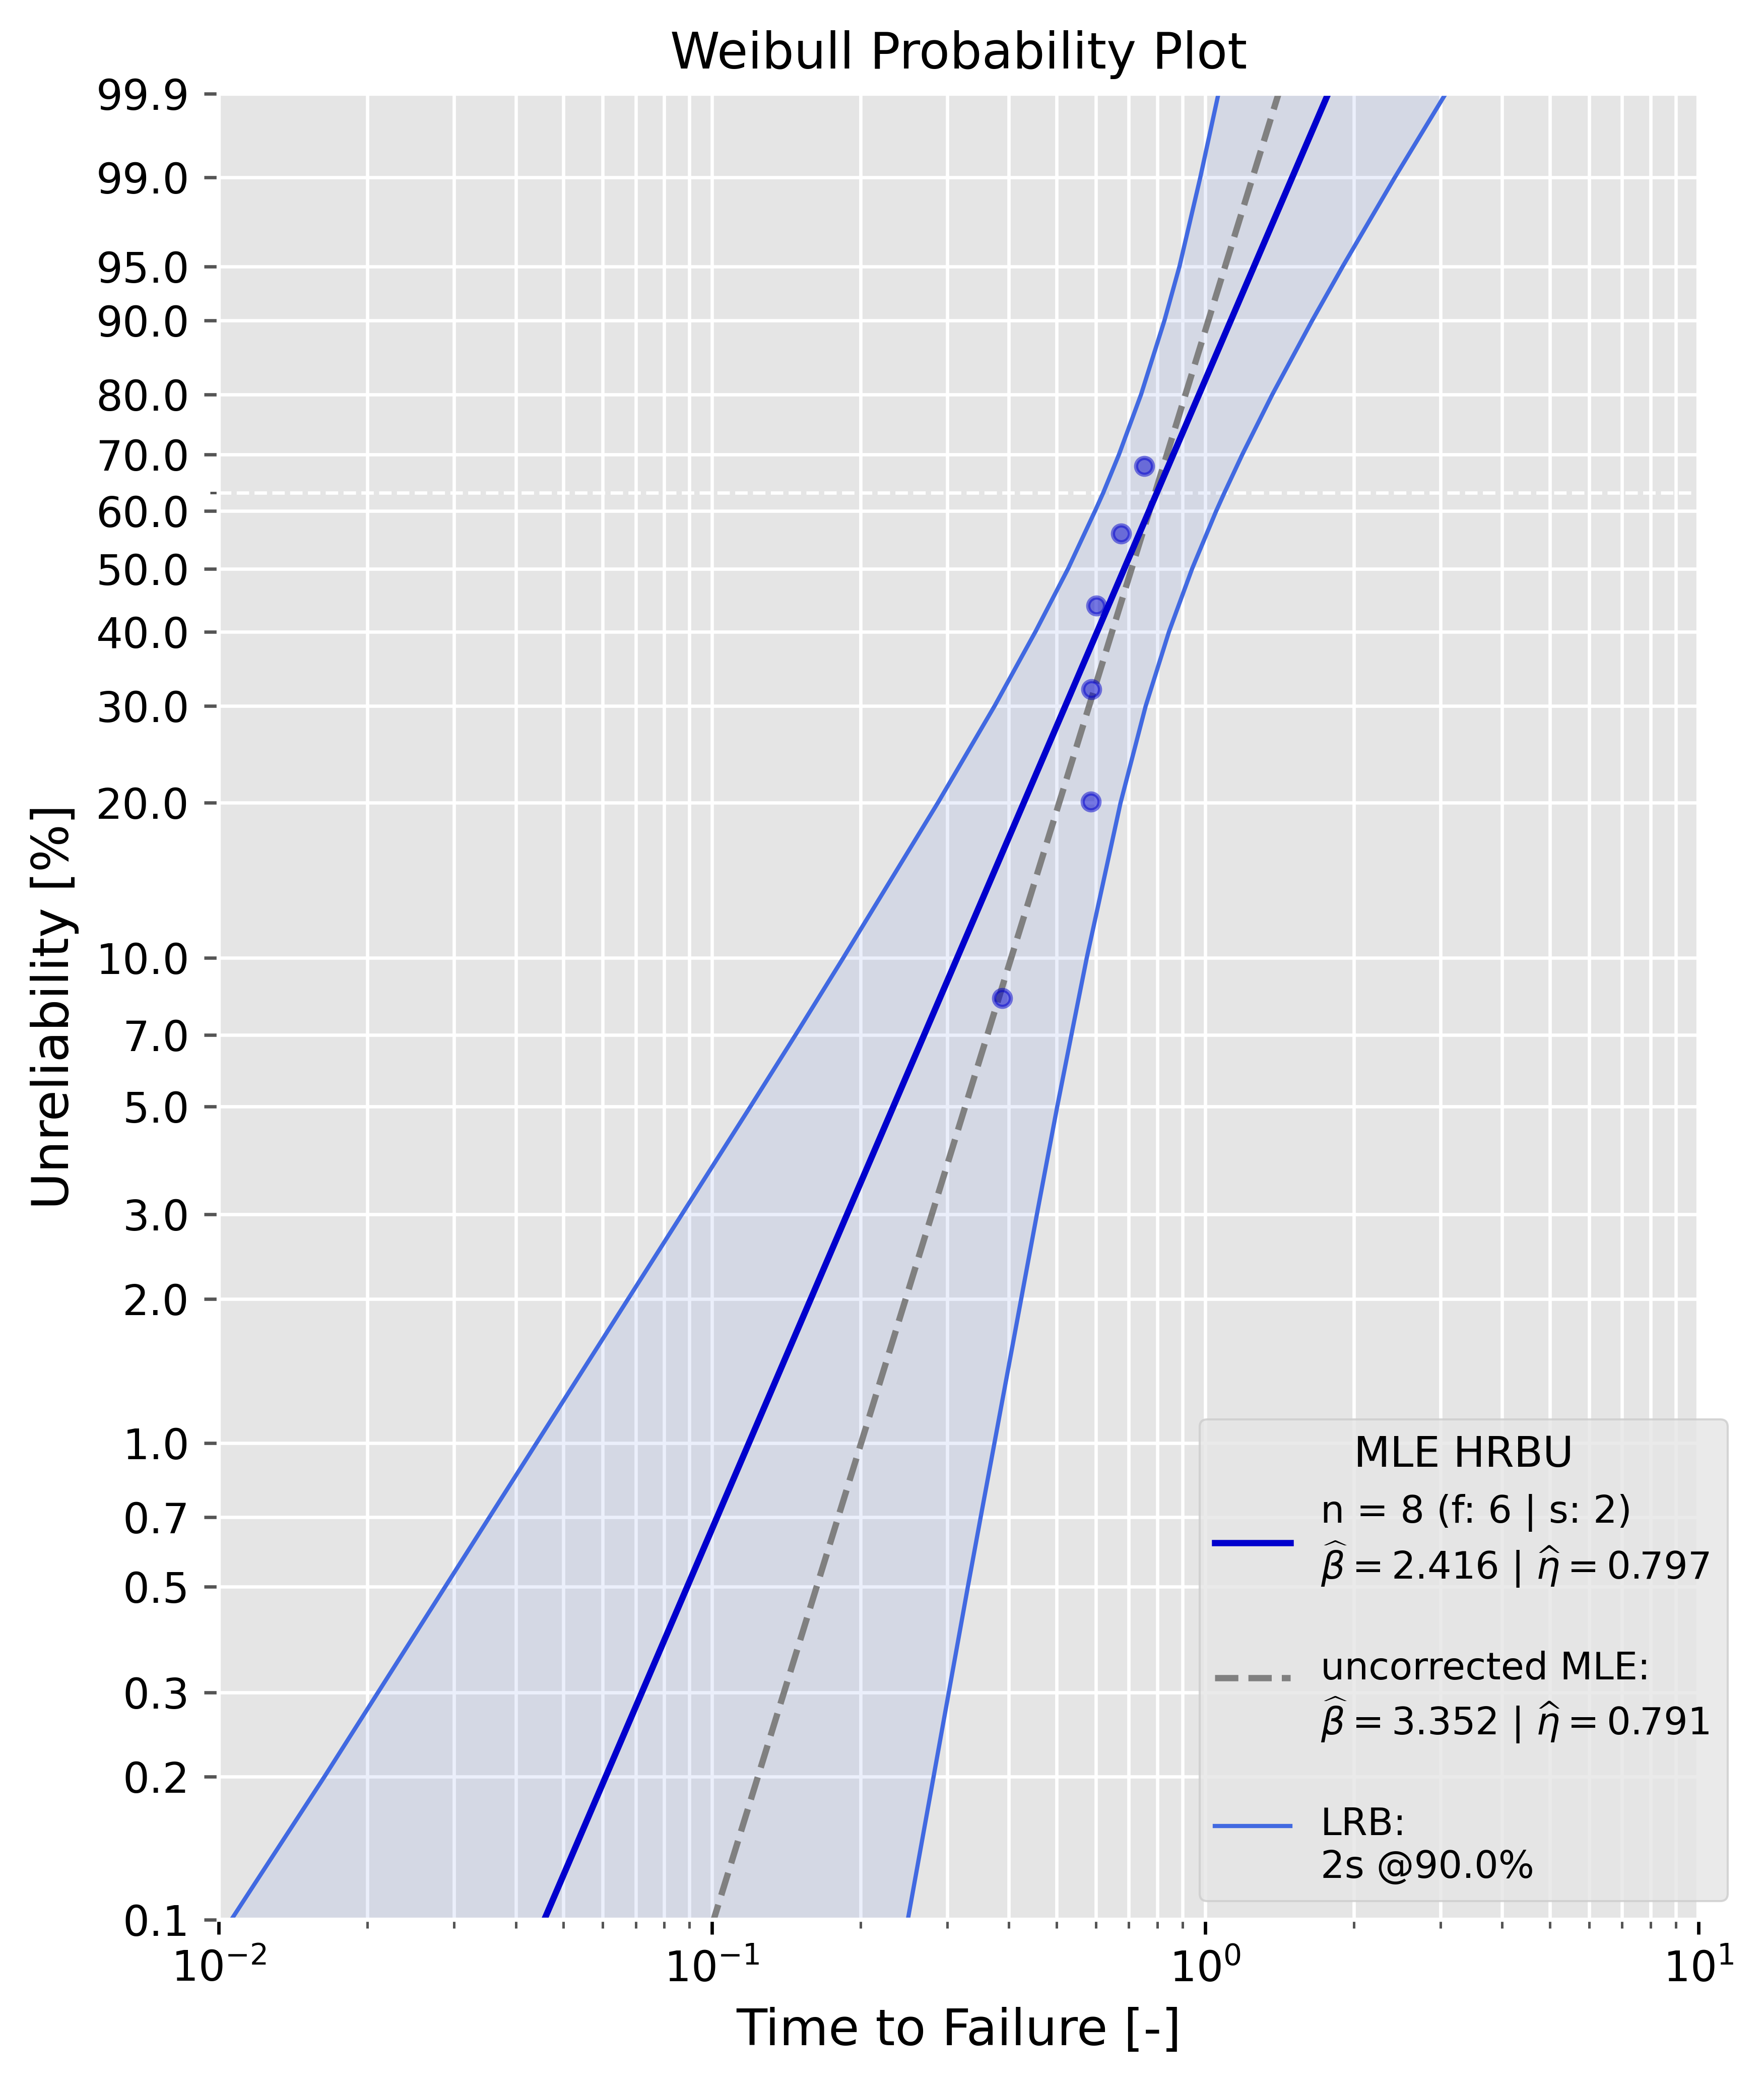 Weibull Probability Plot
99.9
99.0
95.0
90.0
80.0
70.0
60.0
50.0
40.0
30.0
20.0
10.0
7.0
5.0
3.0
2.0
1.0
0.7
0.5
0.3
0.2
0.1
Unreliability [%]
10⁻² 10⁻¹ 10⁰ 10¹
Time to Failure [-]
MLE HRBU
n = 8 (f: 6 | s: 2)
β̂ = 2.416 | η̂ = 0.797
uncorrected MLE:
β̂ = 3.352 | η̂ = 0.791
LRB:
2s @90.0%